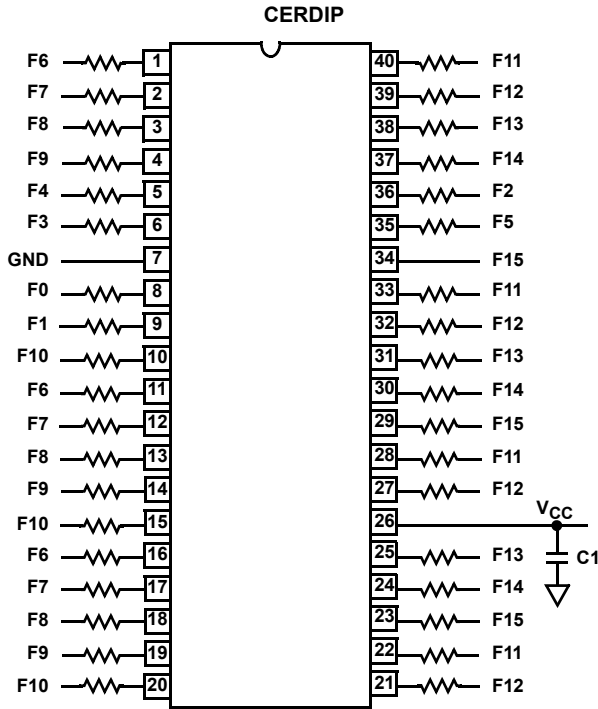 CERDIP
F6 1 40 F11
F7 2 39 F12
F8 3 38 F13
F9 4 37 F14
F4 5 36 F2
F3 6 35 F5
GND 7 34 F15
F0 8 33 F11
F1 9 32 F12
F10 10 31 F13
F6 11 30 F14
F7 12 29 F15
F8 13 28 F11
F9 14 27 F12
F10 15 26 VCC
F6 16 25 F13 C1
F7 17 24 F14
F8 18 23 F15
F9 19 22 F11
F10 20 21 F12